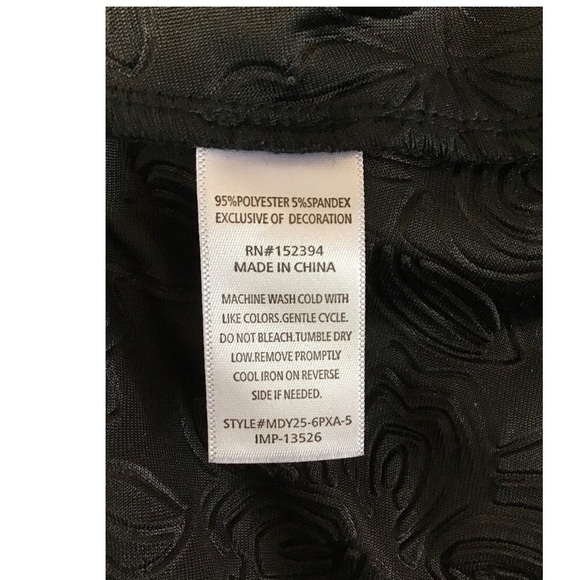 95%POLYESTER 5%SPANDEX
EXCLUSIVE OF DECORATION
RN#152394
MADE IN CHINA
MACHINE WASH COLD WITH
LIKE COLORS.GENTLE CYCLE.
DO NOT BLEACH.TUMBLE DRY
LOW.REMOVE PROMPTLY
COOL IRON ON REVERSE
SIDE IF NEEDED.
STYLE#MDY25-6PXA-5
IMP-13526